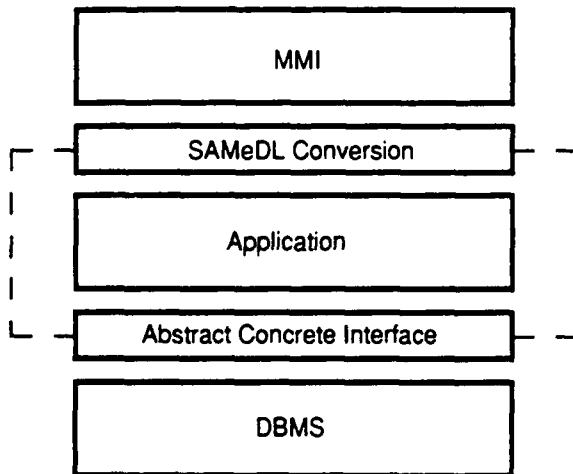 MMI
SAMeDL Conversion
Application
Abstract Concrete Interface
DBMS